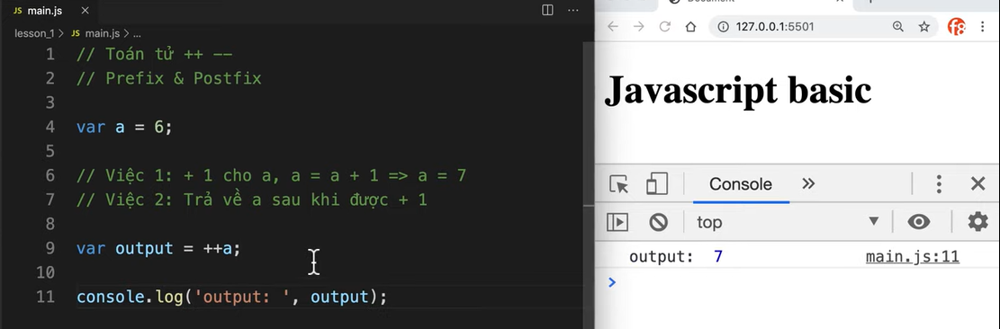 main.js
lesson_1 > main.js > ...
1 // Toán tử ++ --
2 // Prefix & Postfix
3
4 var a = 6;
5
6 // Việc 1: + 1 cho a, a = a + 1 => a = 7
7 // Việc 2: Trả về a sau khi được + 1
8
9 var output = ++a;
10
11 console.log('output: ', output);
127.0.0.1:5501
Javascript basic
Console
top
output: 7 main.js:11